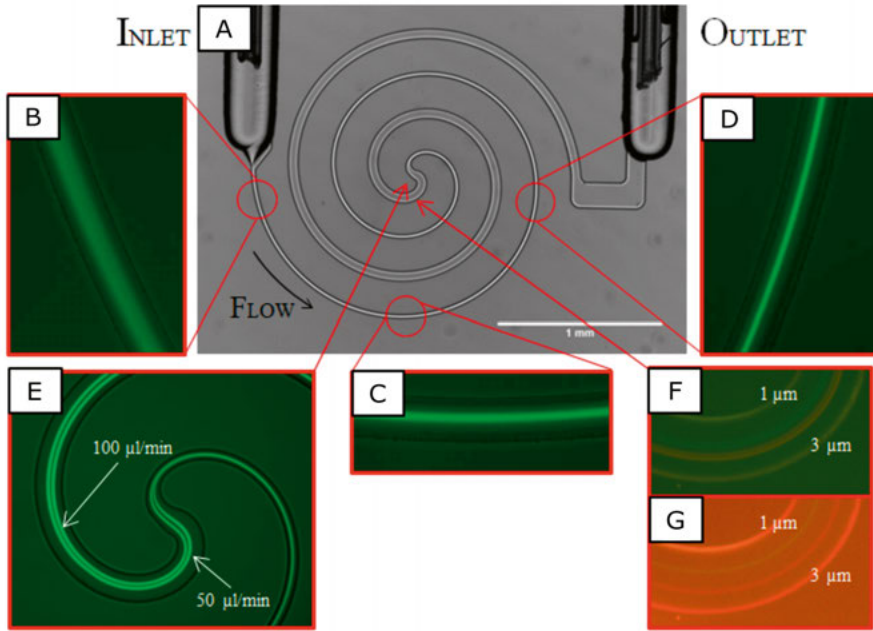 INLET
A
OUTLET
B
D
FLOW
1 mm
E
C
F
1 µm
100 µl/min
3 µm
G
1 µm
50 µl/min
3 µm